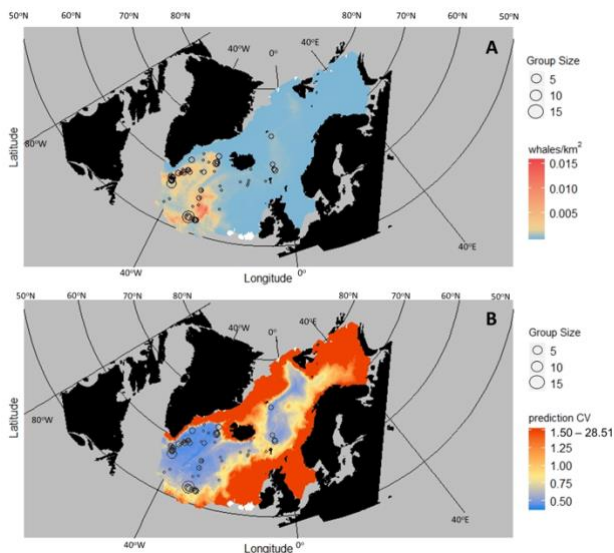 50°N 60°N 70°N 80°N 80°N 70°N 60°N 50°N
40°W 0° 40°E
A
Group Size
5
10
15
Latitude
80°W
whales/km²
0.015
0.010
0.005
40°W 0° 40°E
Longitude
50°N 60°N 70°N 80°N 80°N 70°N 60°N 50°N
40°W 0° 40°E
B
Group Size
5
10
15
Latitude
80°W
prediction CV
1.50 – 28.51
1.25
1.00
0.75
0.50
40°W 0° 40°E
Longitude